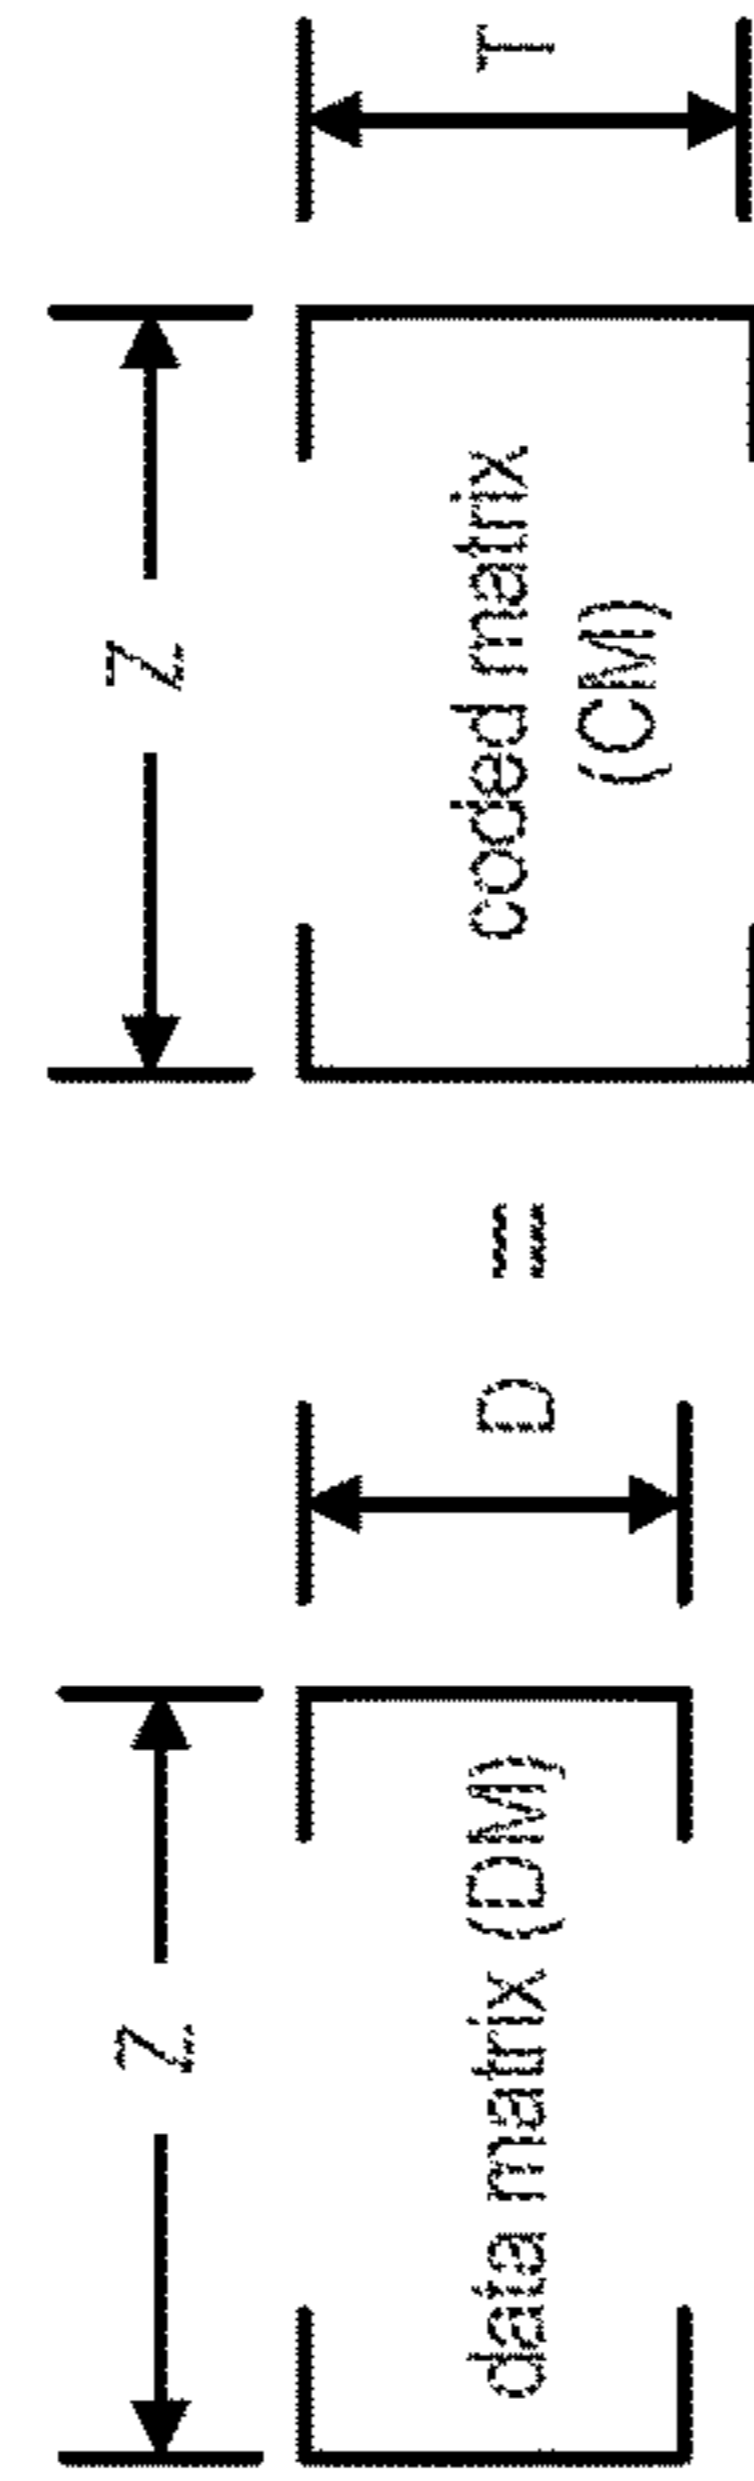 Z
data matrix (DM)
D
=
Z
coded matrix
(CM)
T